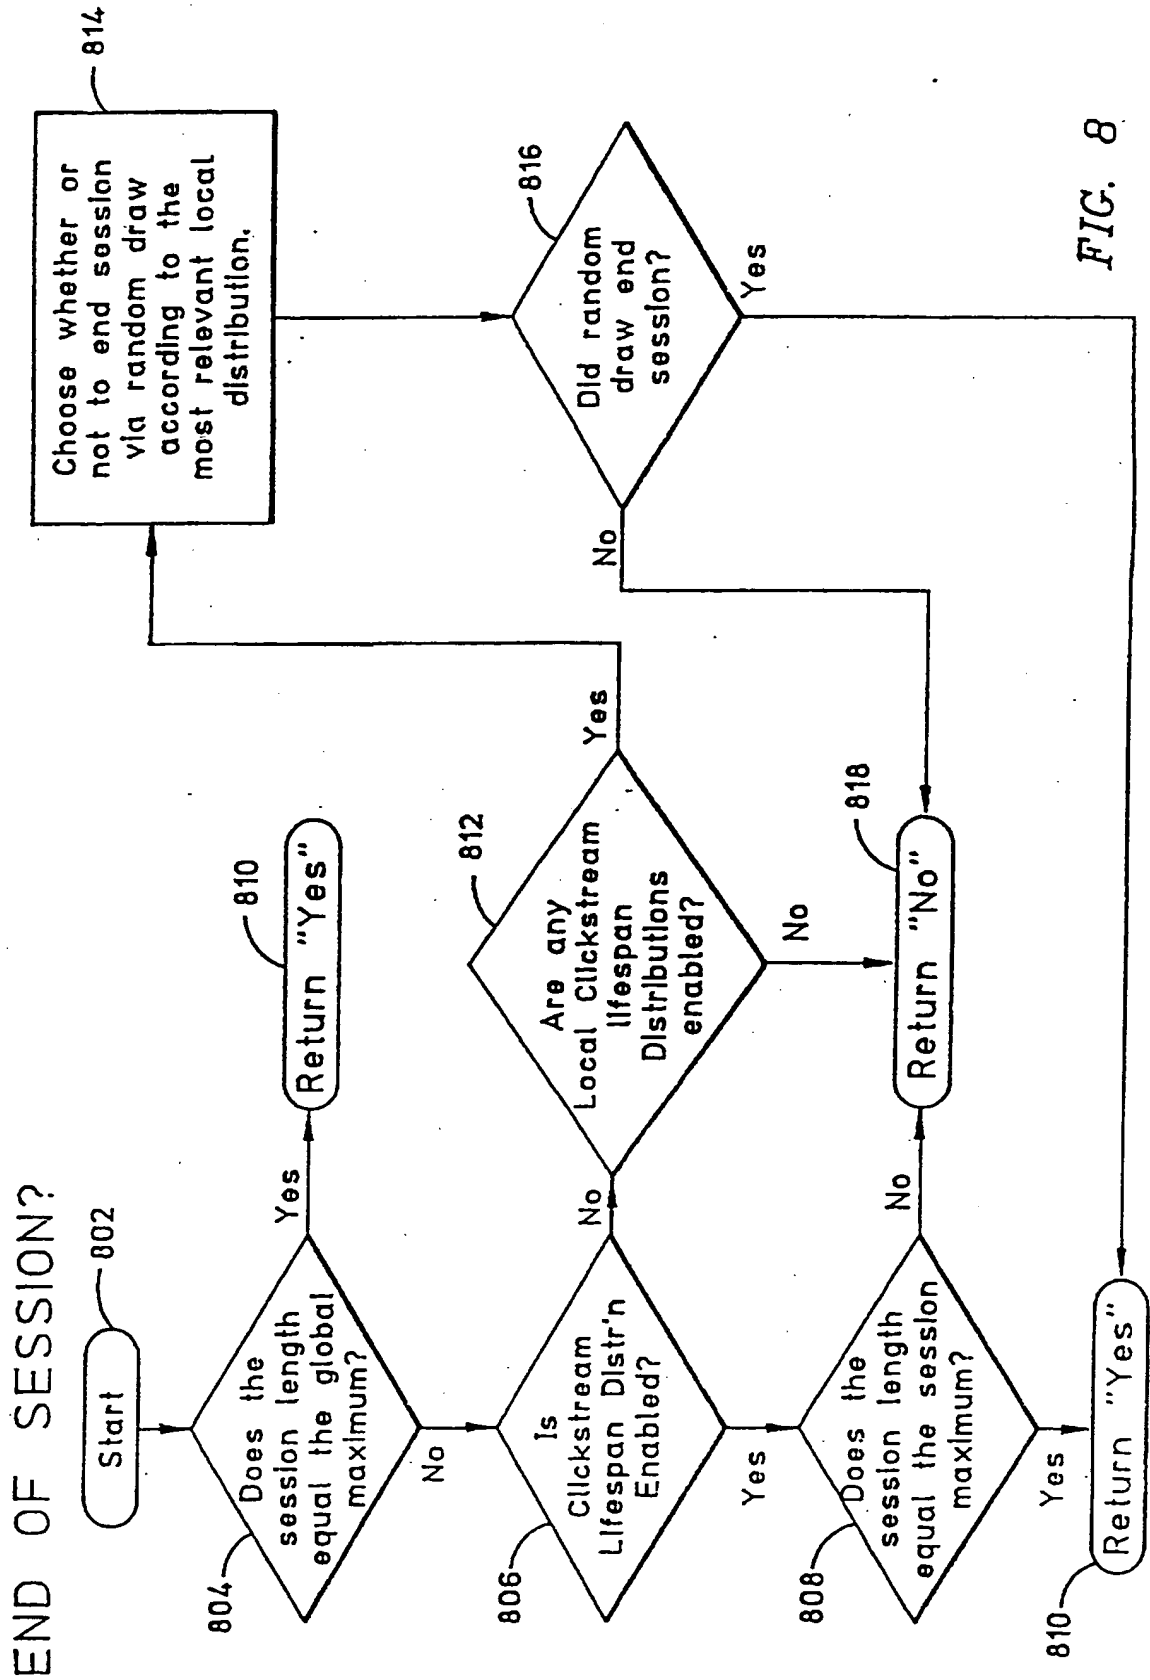 END OF SESSION?
Start
802
804
Does the
session length
equal the global
maximum?
Yes
Return "Yes"
810
No
806
Is
Clickstream
Lifespan Distr'n
Enabled?
No
Are any
Local Clickstream
lifespan
Distributions
enabled?
812
Yes
Choose whether or
not to end session
via random draw
according to the
most relevant local
distribution.
814
Did random
draw end
session?
816
No
Yes
No
Yes
808
Does the
session length
equal the session
maximum?
No
Return "No"
818
Yes
810
Return "Yes"
FIG. 8